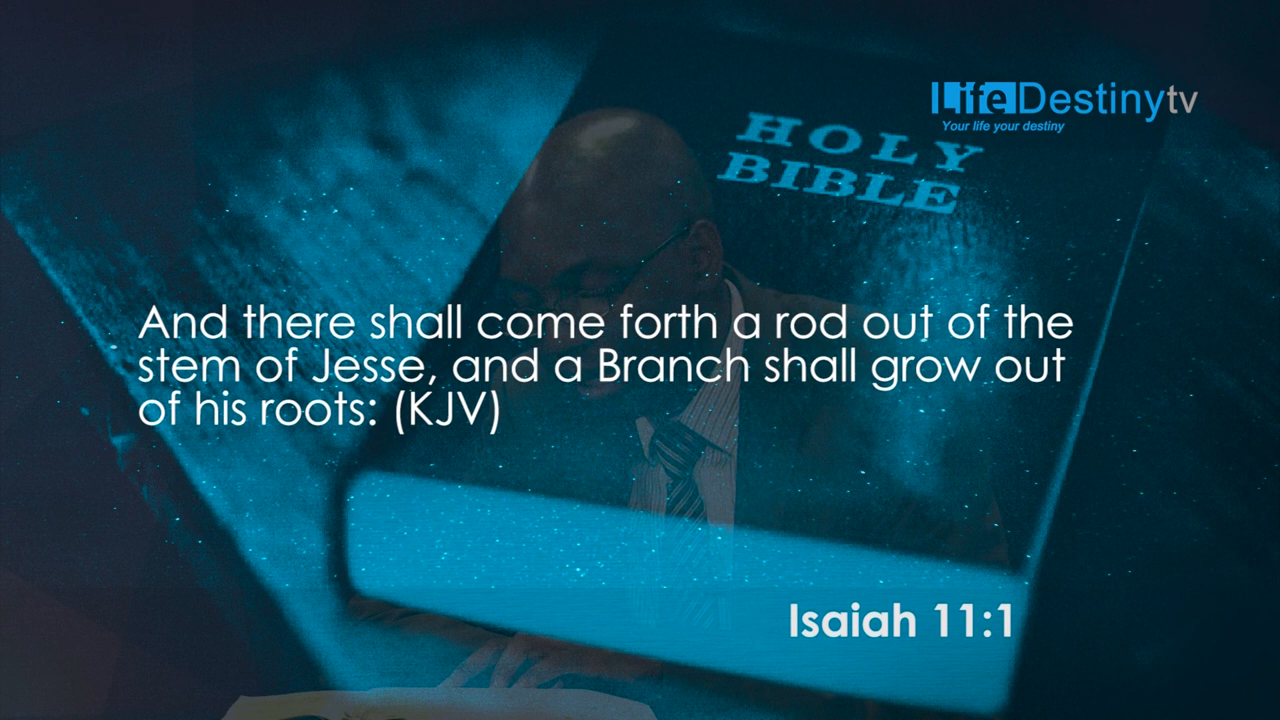 LifeDestinytv
Your life your destiny
HOLY
BIBLE
And there shall come forth a rod out of the
stem of Jesse, and a Branch shall grow out
of his roots: (KJV)
Isaiah 11:1